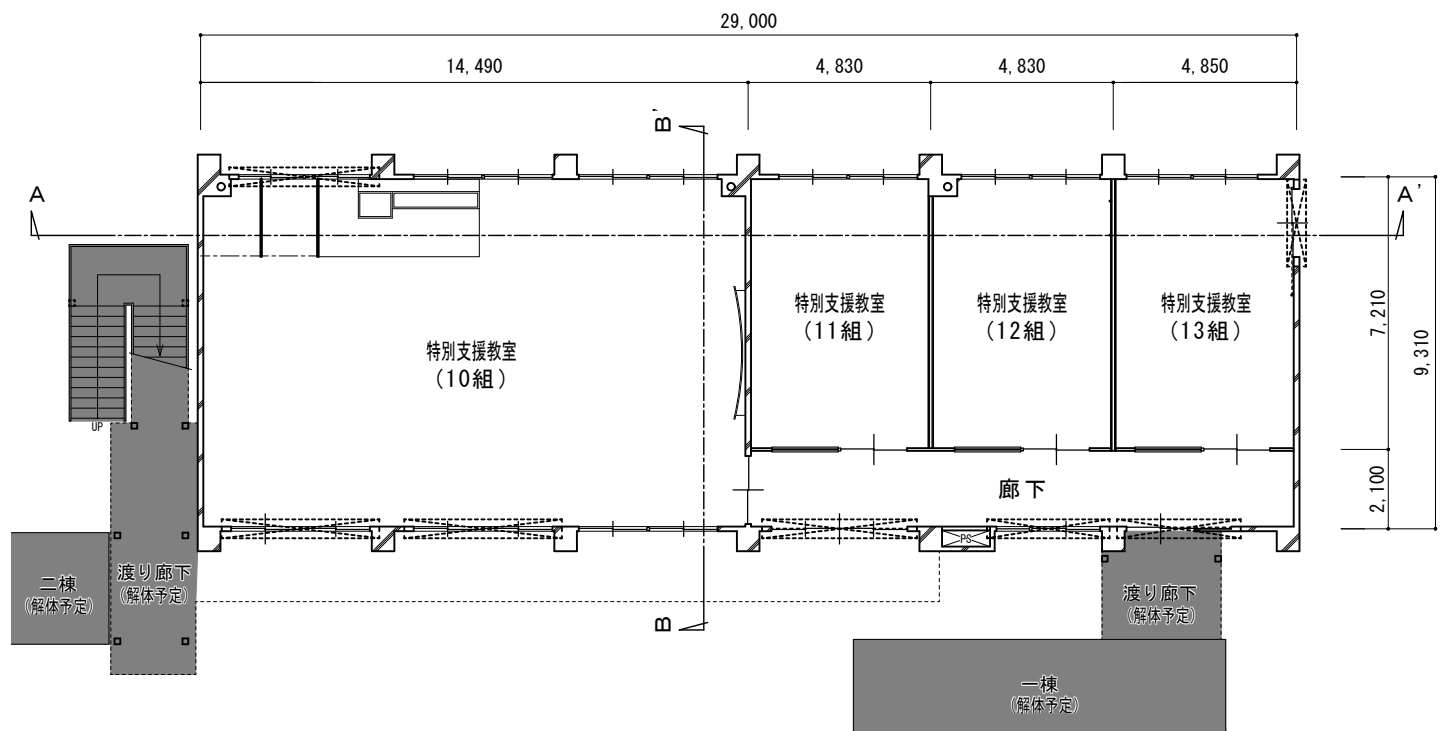 29,000
14,490
4,830
4,830
4,850
B'
A
A'
特別支援教室
(10組)
特別支援教室
(11組)
特別支援教室
(12組)
特別支援教室
(13組)
7,210
9,310
2,100
UP
廊下
PS
二棟
(解体予定)
渡り廊下
(解体予定)
B
渡り廊下
(解体予定)
一棟
(解体予定)